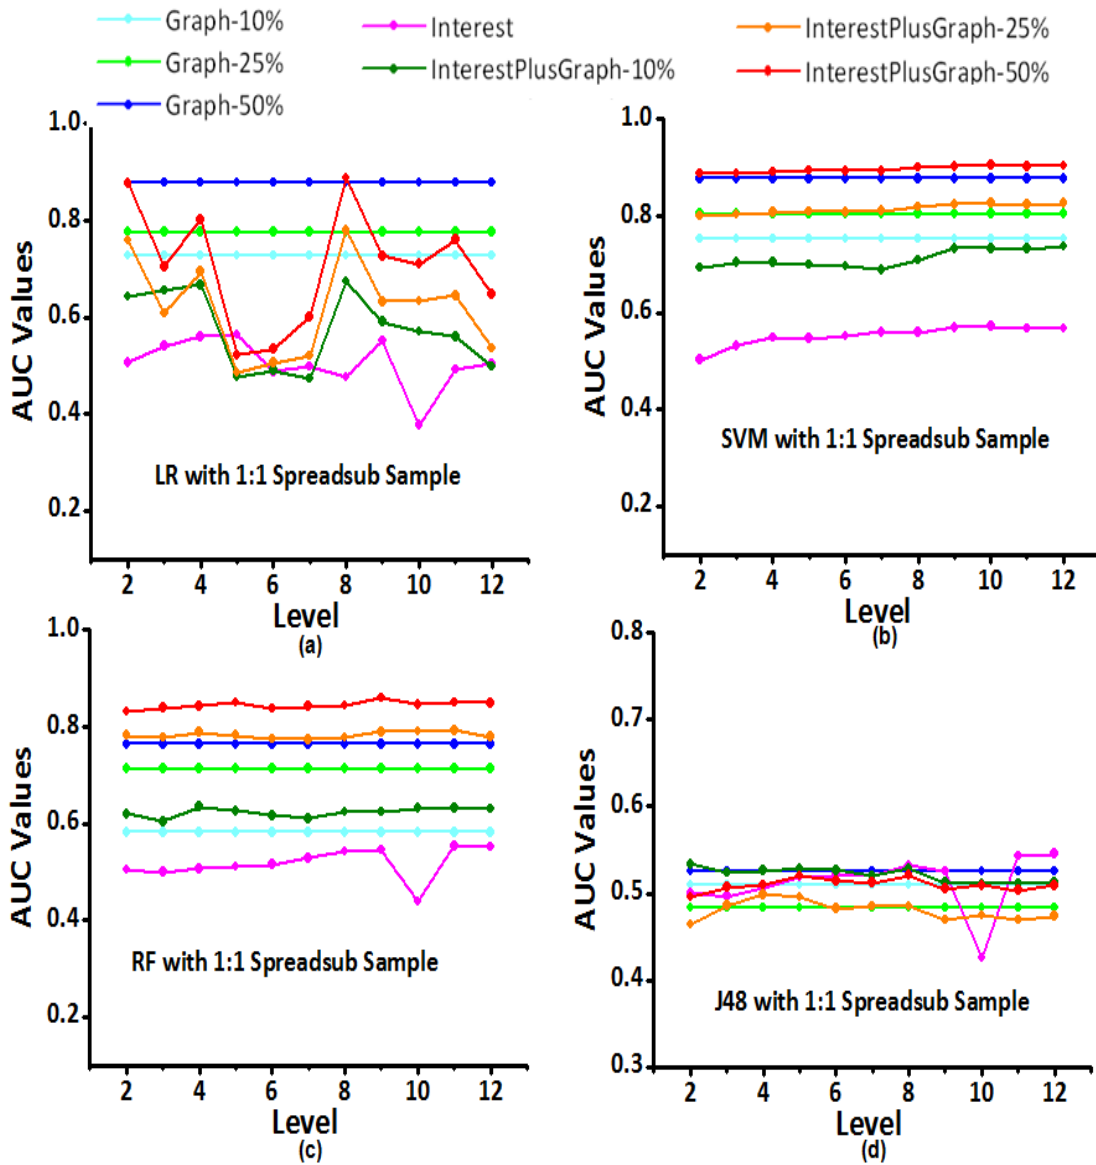 Graph-10%
Interest
InterestPlusGraph-25%
Graph-25%
InterestPlusGraph-10%
InterestPlusGraph-50%
Graph-50%
1.0
0.8
0.6
0.4
0.2
AUC Values
LR with 1:1 Spreadsub Sample
2 4 6 8 10 12
Level
(a)
1.0
0.8
0.6
0.4
0.2
AUC Values
SVM with 1:1 Spreadsub Sample
2 4 6 8 10 12
Level
(b)
1.0
0.8
0.6
0.4
0.2
AUC Values
RF with 1:1 Spreadsub Sample
2 4 6 8 10 12
Level
(c)
0.8
0.7
0.6
0.5
0.4
0.3
AUC Values
J48 with 1:1 Spreadsub Sample
2 4 6 8 10 12
Level
(d)